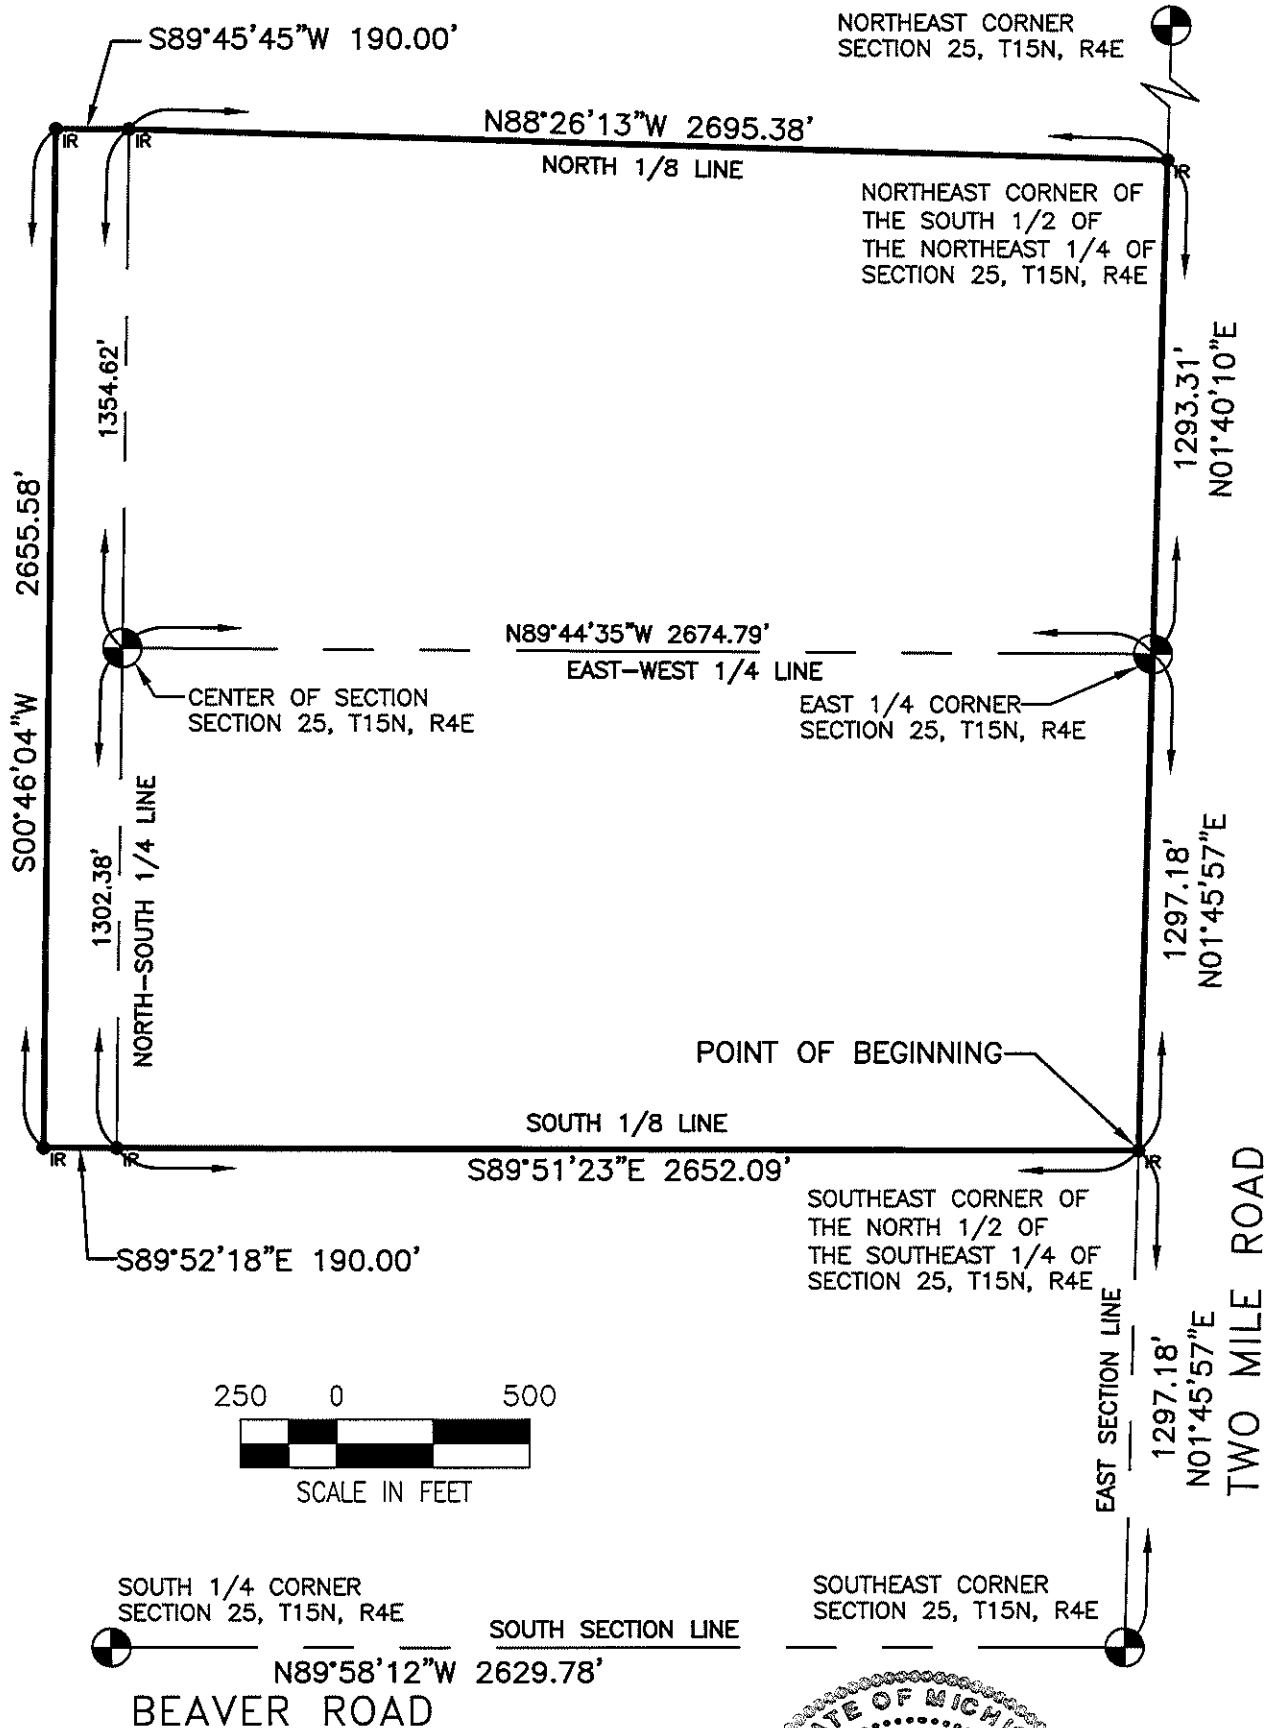 S89°45'45"W 190.00'
NORTHEAST CORNER
SECTION 25, T15N, R4E
N88°26'13"W 2695.38'
NORTH 1/8 LINE
IR
IR
IR
NORTHEAST CORNER OF
THE SOUTH 1/2 OF
THE NORTHEAST 1/4 OF
SECTION 25, T15N, R4E
1354.62'
1293.31'
N01°40'10"E
S00°46'04"W 2655.58'
N89°44'35"W 2674.79'
EAST-WEST 1/4 LINE
CENTER OF SECTION
SECTION 25, T15N, R4E
EAST 1/4 CORNER
SECTION 25, T15N, R4E
1302.38'
NORTH-SOUTH 1/4 LINE
1297.18'
N01°45'57"E
POINT OF BEGINNING
SOUTH 1/8 LINE
IR
IR
IR
S89°51'23"E 2652.09'
SOUTHEAST CORNER OF
THE NORTH 1/2 OF
THE SOUTHEAST 1/4 OF
SECTION 25, T15N, R4E
S89°52'18"E 190.00'
EAST SECTION LINE
1297.18'
N01°45'57"E
TWO MILE ROAD
250 0 500
SCALE IN FEET
SOUTH 1/4 CORNER
SECTION 25, T15N, R4E
SOUTHEAST CORNER
SECTION 25, T15N, R4E
SOUTH SECTION LINE
N89°58'12"W 2629.78'
BEAVER ROAD
ATE OF MICHI